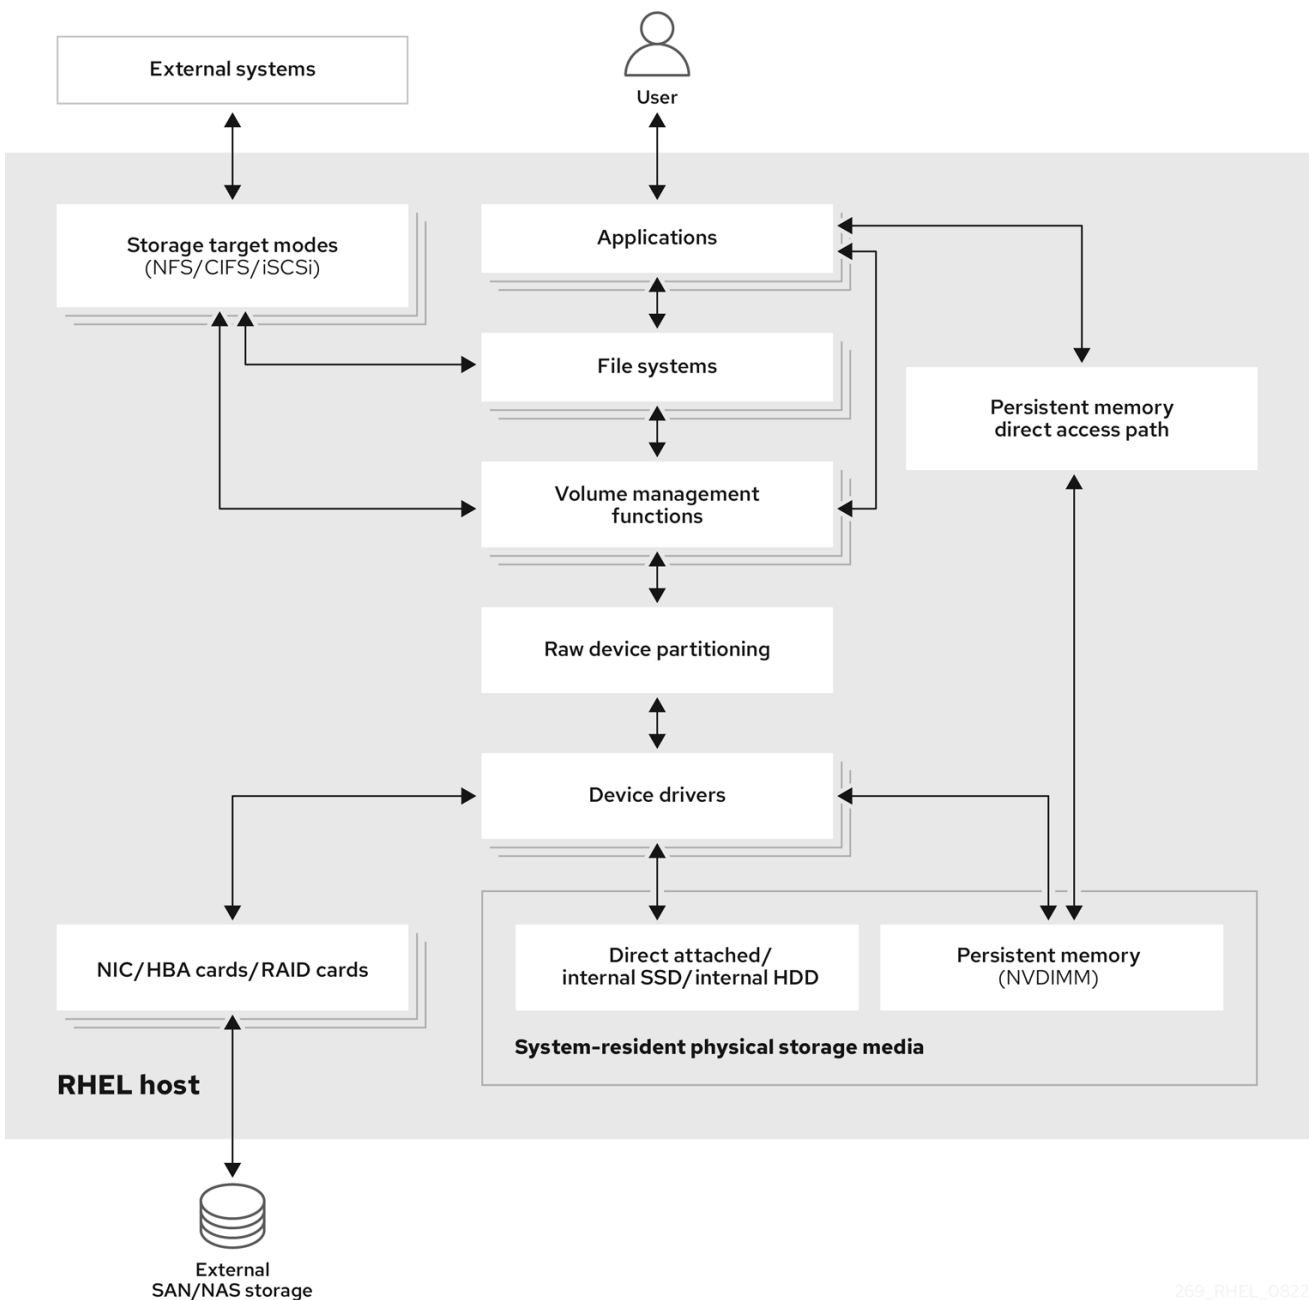 External systems
User
Storage target modes
(NFS/CIFS/iSCSi)
Applications
File systems
Persistent memory
direct access path
Volume management
functions
Raw device partitioning
Device drivers
NIC/HBA cards/RAID cards
Direct attached/
internal SSD/internal HDD
Persistent memory
(NVDIMM)
System-resident physical storage media
RHEL host
External
SAN/NAS storage
269_RHEL_0822